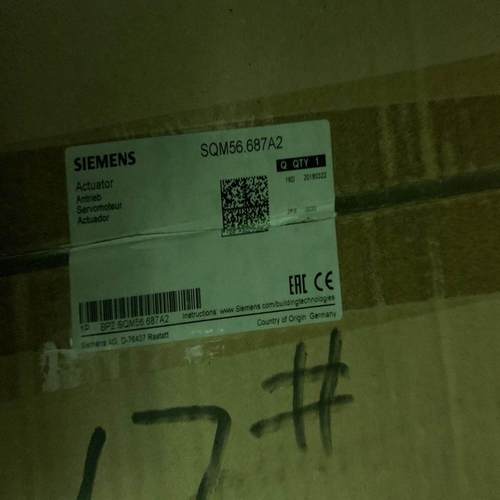 SIEMENS
SQM56.687A2
Q QTY 1
Actuator
Antrieb
Servomoteur
Actuador
EAC CE
BPZ:SQM56.687A2
Instructions: www.Siemens.com/buildingtechnologies
Siemens AG, D-76437 Rastatt
Country of Origin: Germany
17#